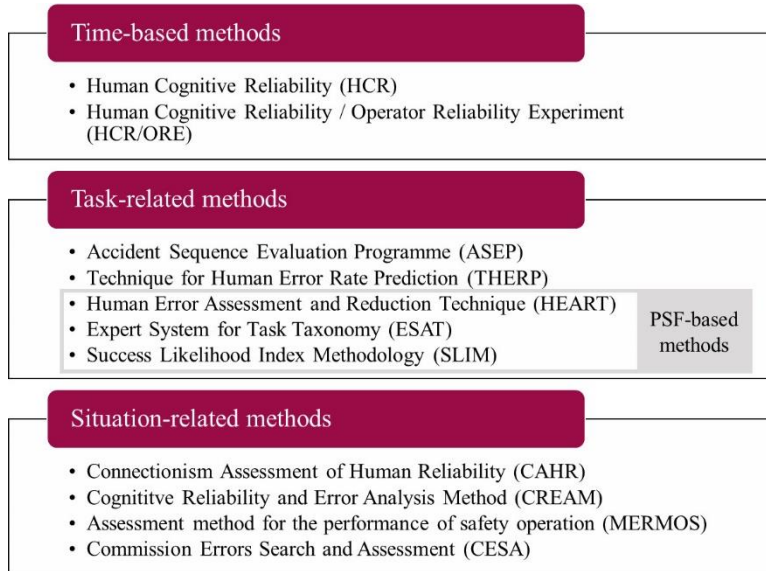 Time-based methods
• Human Cognitive Reliability (HCR)
• Human Cognitive Reliability / Operator Reliability Experiment
(HCR/ORE)
Task-related methods
• Accident Sequence Evaluation Programme (ASEP)
• Technique for Human Error Rate Prediction (THERP)
• Human Error Assessment and Reduction Technique (HEART)
• Expert System for Task Taxonomy (ESAT)
• Success Likelihood Index Methodology (SLIM)
PSF-based
methods
Situation-related methods
• Connectionism Assessment of Human Reliability (CAHR)
• Cognititve Reliability and Error Analysis Method (CREAM)
• Assessment method for the performance of safety operation (MERMOS)
• Commission Errors Search and Assessment (CESA)